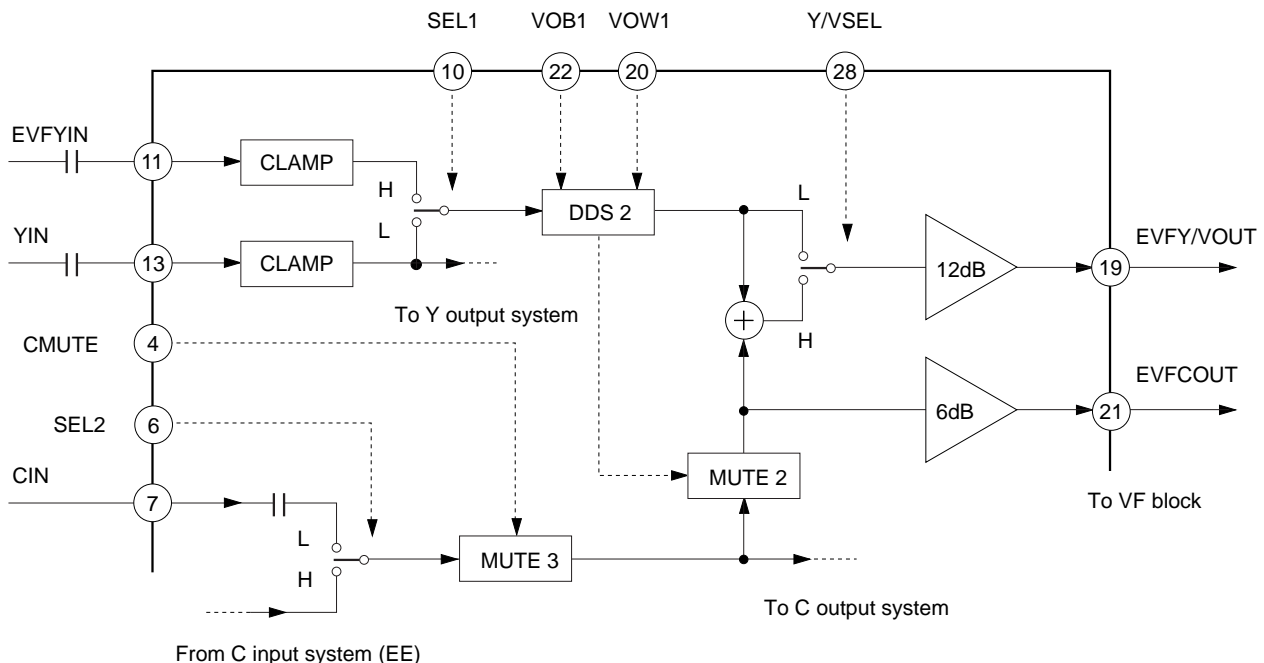 SEL1 VOB1 VOW1 Y/VSEL
10 22 20 28
EVFYIN
11 CLAMP
H
L
DDS 2
L
YIN
13 CLAMP
12dB
EVFY/VOUT
19
To Y output system
+
H
CMUTE 4
EVFCOUT
SEL2 6
6dB
21
CIN
7
MUTE 2
To VF block
L
H
MUTE 3
To C output system
From C input system (EE)